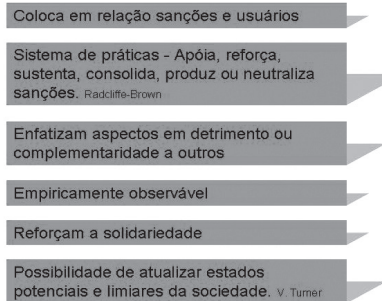 Coloca em relação sanções e usuários
Sistema de práticas - Apóia, reforça,
sustenta, consolida, produz ou neutraliza
sanções. Radcliffe-Brown
Enfatizam aspectos em detrimento ou
complementaridade a outros
Empiricamente observável
Reforçam a solidariedade
Possibilidade de atualizar estados
potenciais e limiares da sociedade. V. Turner